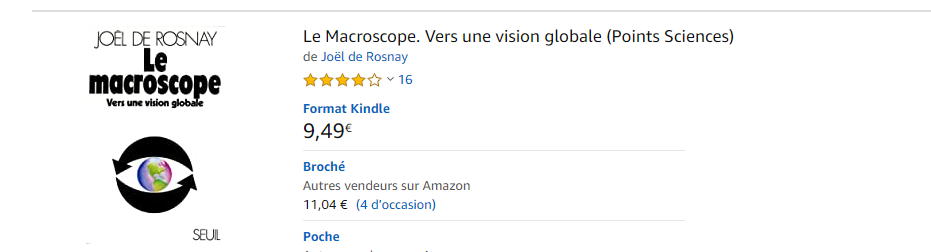 JOËL DE ROSNAY
Le
macroscope
Vers une vision globale
SEUIL
Le Macroscope. Vers une vision globale (Points Sciences)
de Joël de Rosnay
16
Format Kindle
9,49€
Broché
Autres vendeurs sur Amazon
11,04 € (4 d'occasion)
Poche